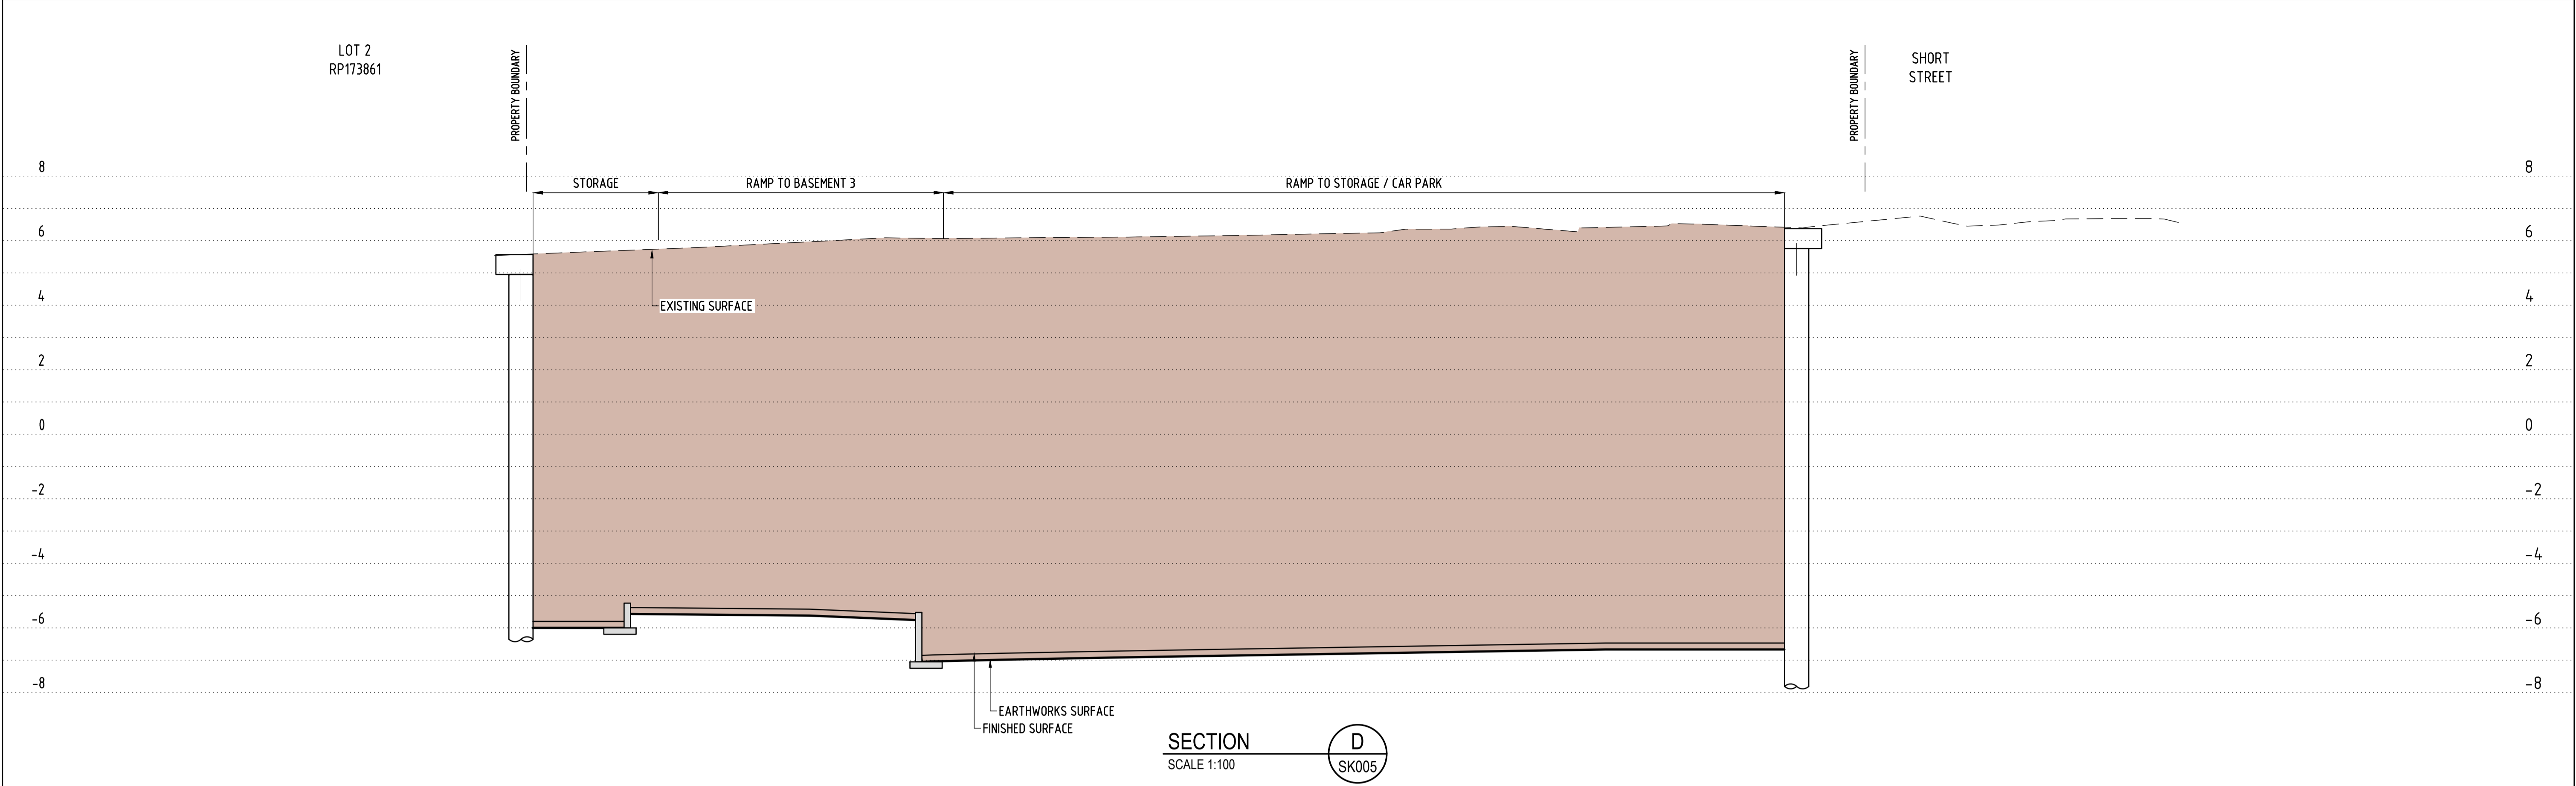 LOT 2
RP173861
PROPERTY BOUNDARY
PROPERTY BOUNDARY
SHORT
STREET
8
8
STORAGE
RAMP TO BASEMENT 3
RAMP TO STORAGE / CAR PARK
6
6
4
4
EXISTING SURFACE
2
2
0
0
-2
-2
-4
-4
-6
-6
-8
-8
EARTHWORKS SURFACE
FINISHED SURFACE
SECTION
SCALE 1:100
D
SK005